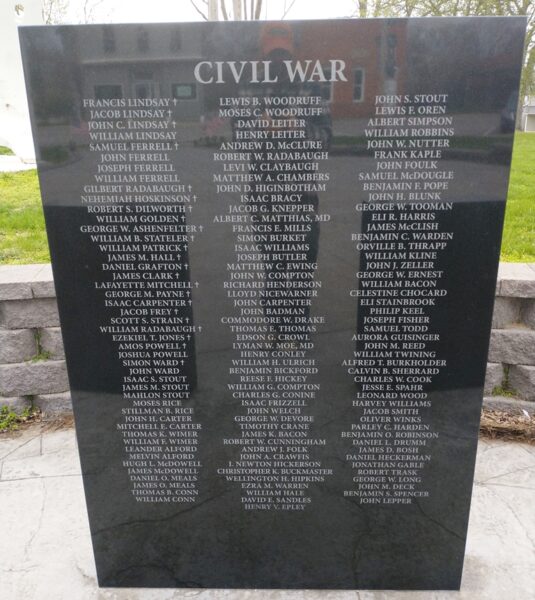 CIVIL WAR
FRANCIS LINDSAY †
JACOB LINDSAY †
JOHN C. LINDSAY †
WILLIAM LINDSAY
SAMUEL FERRELL †
JOHN FERRELL
JOSEPH FERRELL
WILLIAM FERRELL
GILBERT RADABAUGH †
NEHEMIAH HOSKINSON †
ROBERT S. DILWORTH †
WILLIAM GOLDEN †
GEORGE W. ASHENFELTER †
WILLIAM B. STATELER †
WILLIAM PATRICK †
JAMES M. HALL †
DANIEL GRAFTON †
JAMES CLARK †
LAFAYETTE MITCHELL †
GEORGE M. PAYNE †
ISAAC CARPENTER †
JACOB FREY †
SCOTT S. STRAIN †
WILLIAM RADABAUGH †
EZEKIEL T. JONES †
AMOS POWELL †
JOSHUA POWELL
SIMON WARD †
JOHN WARD
ISAAC S. STOUT
JAMES M. STOUT
MAHLON STOUT
MOSES RICE
STILLMAN B. RICE
JOHN H. CARTER
MITCHELL E. CARTER
THOMAS K. WIMER
WILLIAM F. WIMER
LEANDER ALFORD
MELVIN ALFORD
HUGH L. McDOWELL
JAMES McDOWELL
DANIEL O. MEALS
JAMES O. MEALS
THOMAS B. CONN
WILLIAM CONN
LEWIS B. WOODRUFF
MOSES C. WOODRUFF
DAVID LEITER
HENRY LEITER
ANDREW D. McCLURE
ROBERT W. RADABAUGH
LEVI W. CLAYBAUGH
MATTHEW A. CHAMBERS
JOHN D. HIGINBOTHAM
ISAAC BRACY
JACOB G. KNEPPER
ALBERT C. MATTHIAS, MD
FRANCIS E. MILLS
SIMON BURKET
ISAAC WILLIAMS
JOSEPH BUTLER
MATTHEW C. EWING
JOHN W. COMPTON
RICHARD HENDERSON
LLOYD NICEWARNER
JOHN CARPENTER
JOHN BADMAN
COMMODORE W. DRAKE
THOMAS E. THOMAS
EDSON G. CROWL
LYMAN W. MOE, MD
HENRY CONLEY
WILLIAM H. ULRICH
BENJAMIN BICKFORD
REESE F. HICKEY
WILLIAM G. COMPTON
CHARLES G. CONINE
ISAAC FRIZZELL
JOHN WELCH
GEORGE W. DEVORE
TIMOTHY CRANE
JAMES K. BACON
ROBERT W. CUNNINGHAM
ANDREW J. FOLK
JOHN A. CRAWFIS
I. NEWTON HICKERSON
CHRISTOPHER K. BUCKMASTER
WELLINGTON H. HIPKINS
EZRA M. WARREN
WILLIAM HALE
DAVID E. SANDLES
HENRY V. EPLEY
JOHN S. STOUT
LEWIS F. OREN
ALBERT SIMPSON
WILLIAM ROBBINS
JOHN W. NUTTER
FRANK KAPLE
JOHN FOULK
SAMUEL McDOUGLE
BENJAMIN F. POPE
JOHN H. BLUNK
GEORGE W. TOOMAN
ELI R. HARRIS
JAMES McCLISH
BENJAMIN C. WARDEN
ORVILLE B. THRAPP
WILLIAM KLINE
JOHN J. ZELLER
GEORGE W. ERNEST
WILLIAM BACON
CELESTINE CHOCARD
ELI STAINBROOK
PHILIP KEEL
JOSEPH FISHER
SAMUEL TODD
AURORA GUISINGER
JOHN M. REED
WILLIAM TWINING
ALFRED T. BURKHOLDER
CALVIN B. SHERRARD
CHARLES W. COOK
JESSE E. SPAHR
LEONARD WOOD
HARVEY WILLIAMS
JACOB SMITH
OLIVER WINKS
PARLEY C. HARDEN
BENJAMIN O. ROBINSON
DANIEL L. DRUMM
JAMES D. BOSH
DANIEL HECKERMAN
JONATHAN GABLE
ROBERT TRASK
GEORGE W. LONG
JOHN M. DECK
BENJAMIN S. SPENCER
JOHN LEPPER